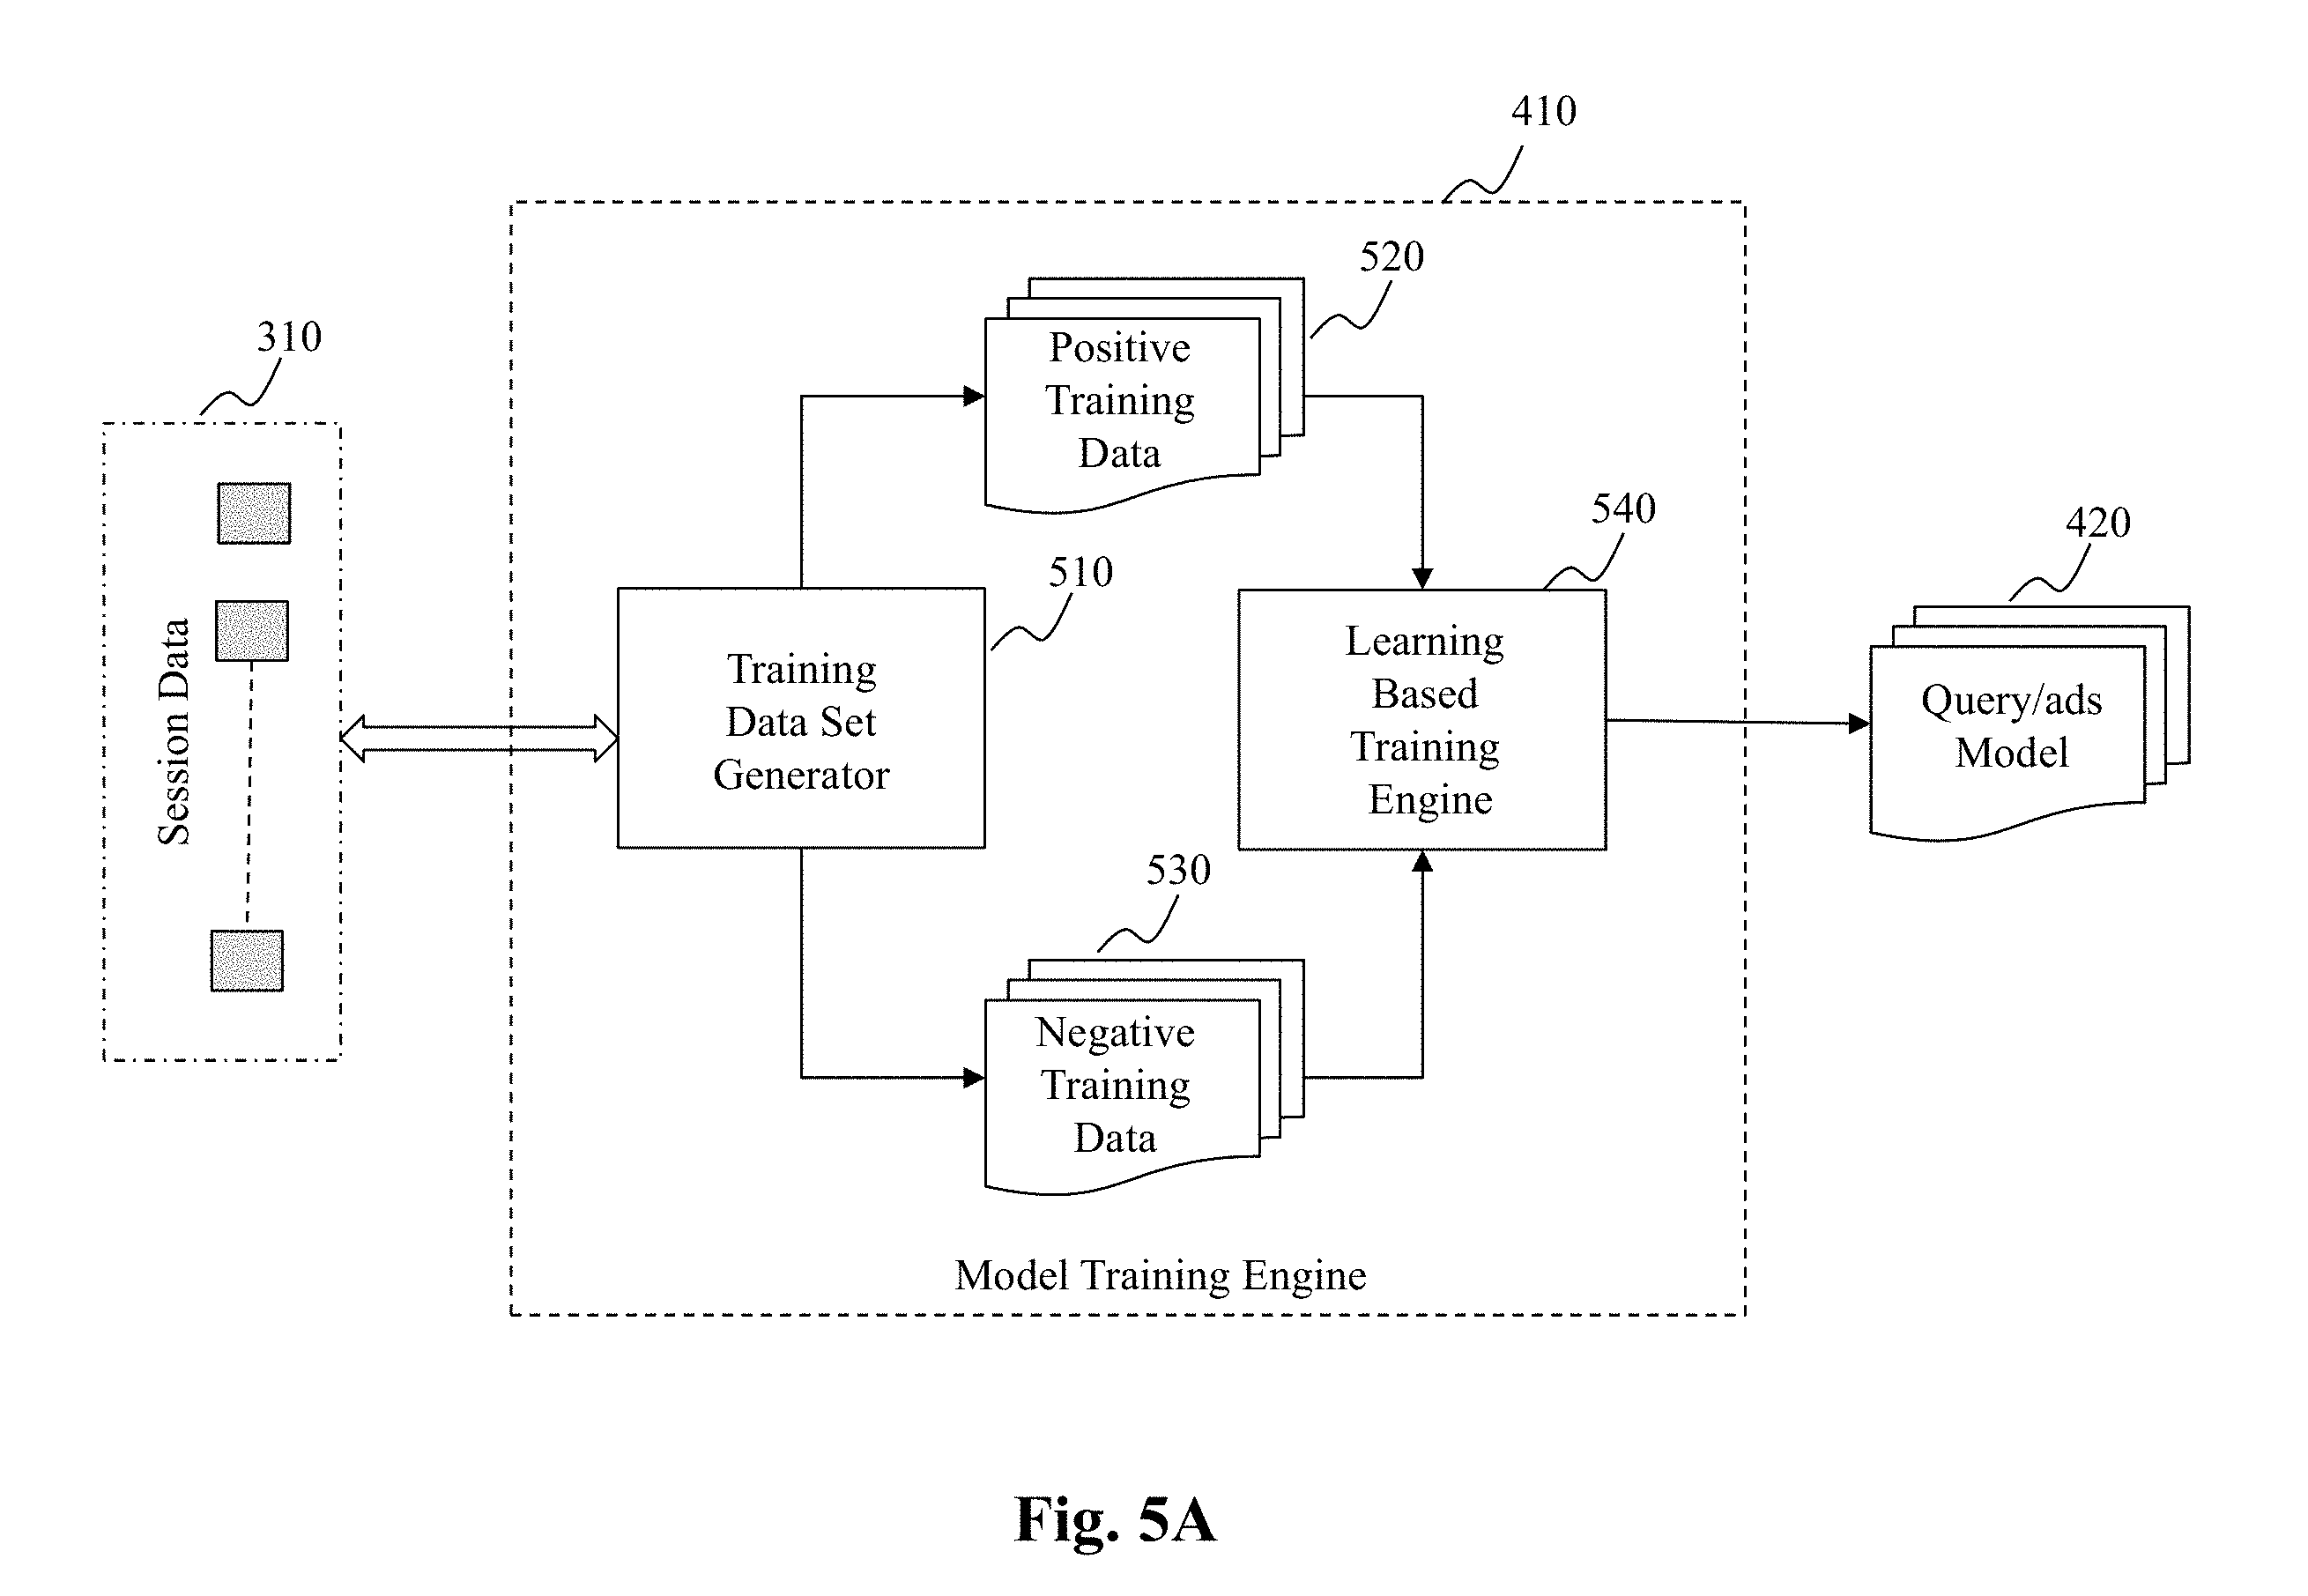 410
520
310
Positive
Training
Data
540
420
510
Learning
Based
Training
Engine
Training
Data Set
Generator
Session Data
Query/ads
Model
530
Negative
Training
Data
Model Training Engine
Fig. 5A